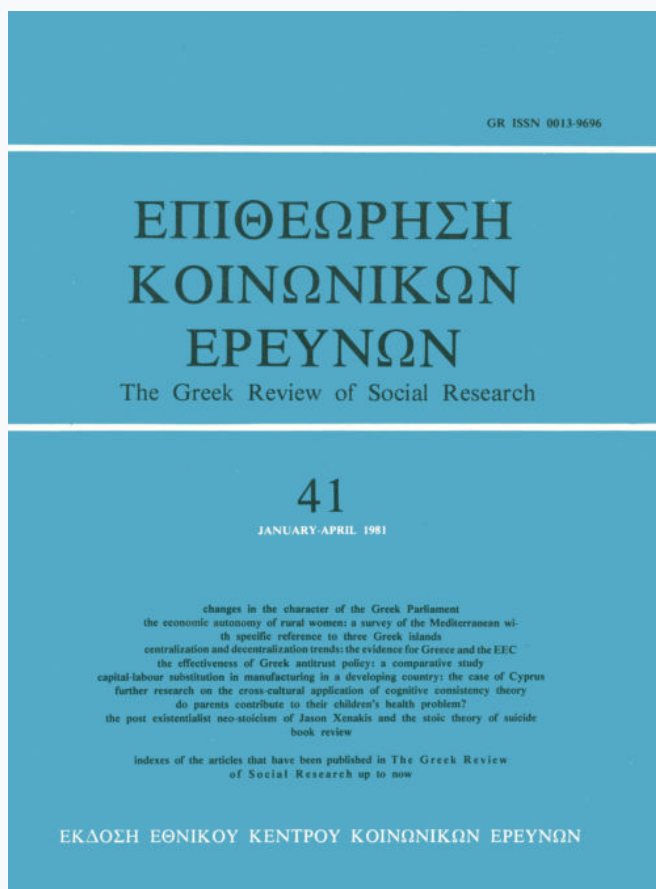 GR ISSN 0013-9696
ΕΠΙΘΕΩΡΗΣΗ
ΚΟΙΝΩΝΙΚΩΝ
ΕΡΕΥΝΩΝ
The Greek Review of Social Research
41
JANUARY-APRIL 1981
changes in the character of the Greek Parliament
the economic autonomy of rural women: a survey of the Mediterranean wi-
th specific reference to three Greek islands
centralization and decentralization trends: the evidence for Greece and the EEC
the effectiveness of Greek antitrust policy: a comparative study
capital-labour substitution in manufacturing in a developing country: the case of Cyprus
further research on the cross-cultural application of cognitive consistency theory
do parents contribute to their children's health problem?
the post existentialist neo-stoicism of Jason Xenakis and the stoic theory of suicide
book review
indexes of the articles that have been published in The Greek Review
of Social Research up to now
ΕΚΔΟΣΗ ΕΘΝΙΚΟΥ ΚΕΝΤΡΟΥ ΚΟΙΝΩΝΙΚΩΝ ΕΡΕΥΝΩΝ